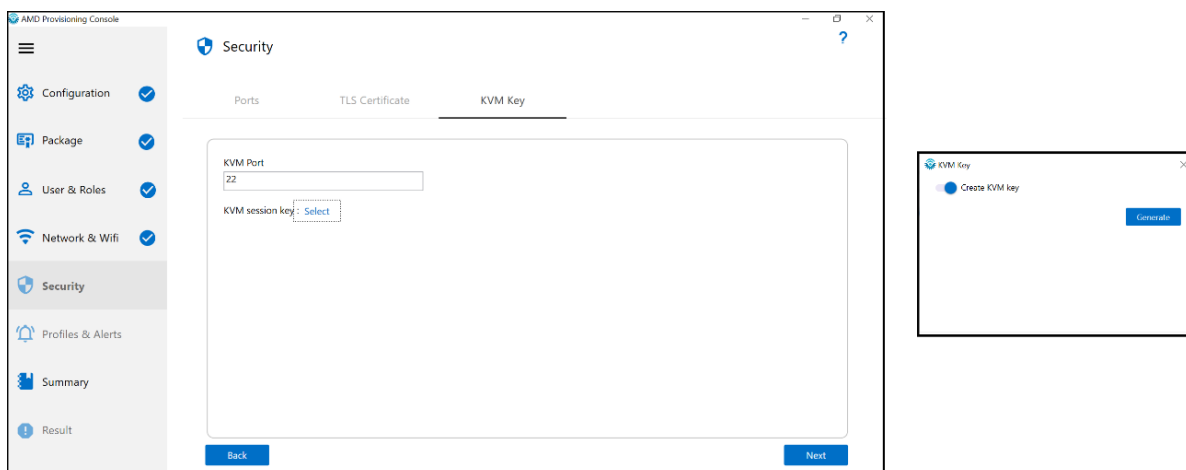 AMD Provisioning Console
?
Security
Configuration
Package
User & Roles
Network & Wifi
Security
Profiles & Alerts
Summary
Result
Ports TLS Certificate KVM Key
KVM Port
22
KVM session key : Select
Back Next
KVM Key
Create KVM key
Generate